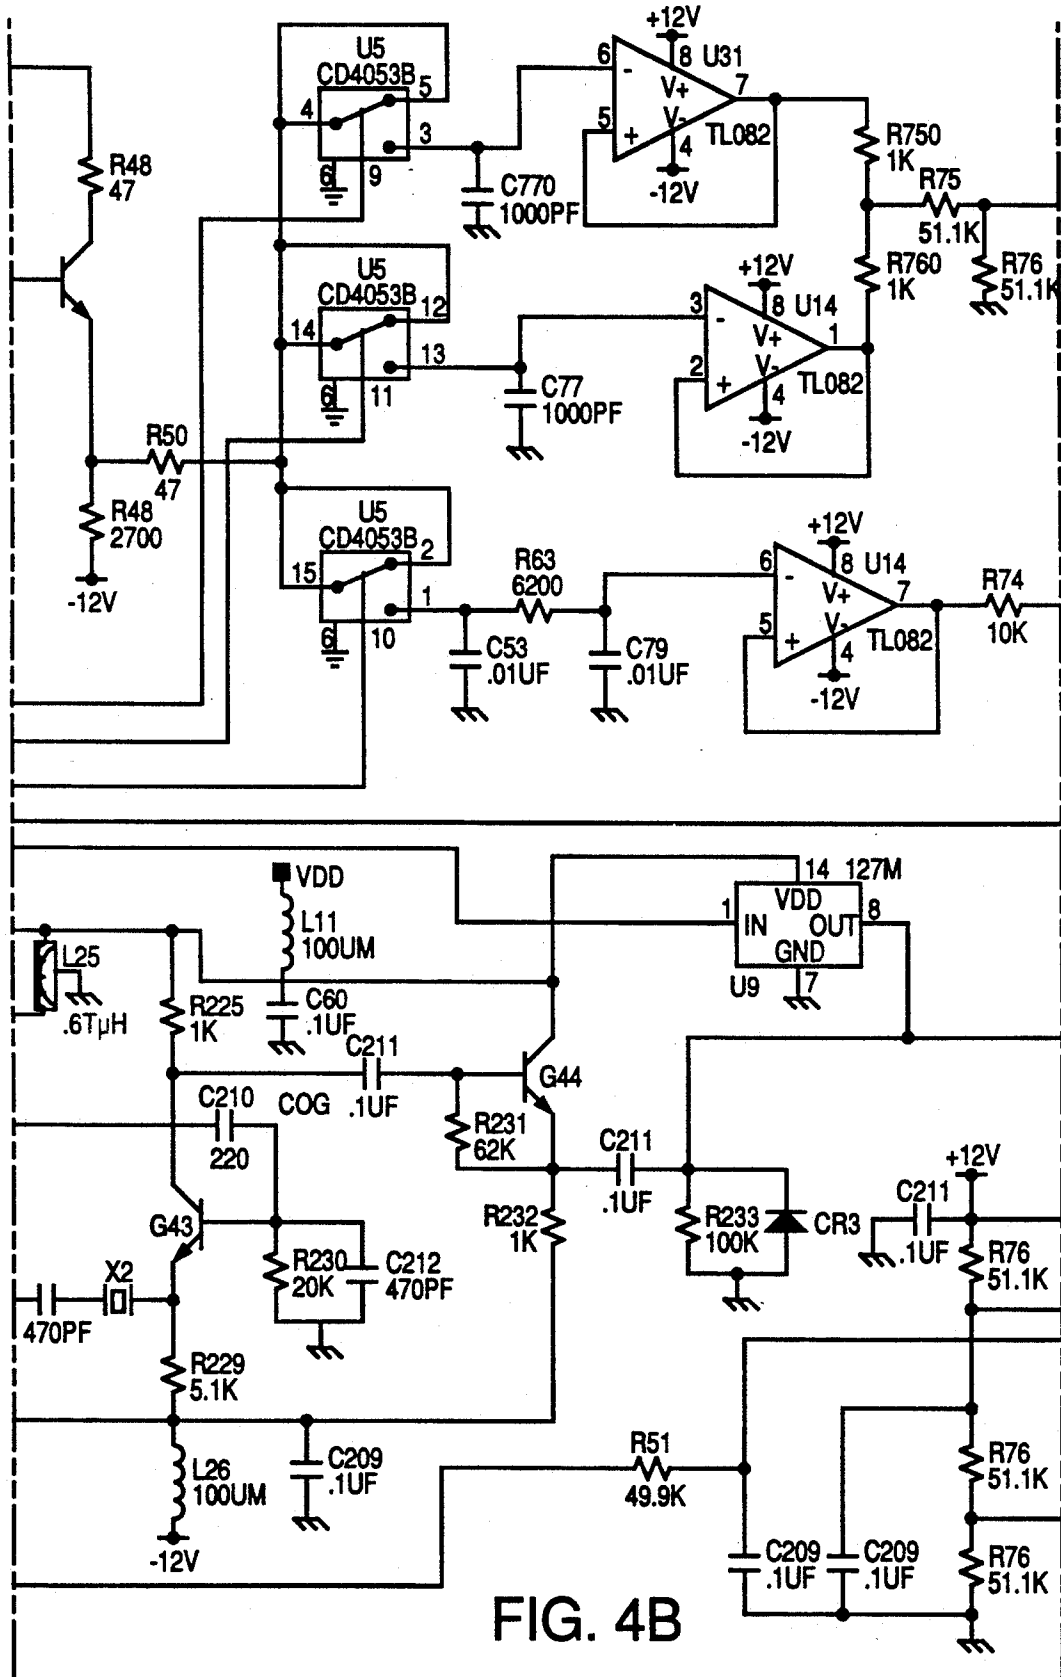 +12V
U5
CD4053B
5
4
3
6
9
6
8
U31
-
V+
7
5
+
V-
4
TL082
-12V
R48
47
C770
1000PF
R750
1K
R75
51.1K
R76
51.1K
U5
CD4053B
12
14
13
6
11
+12V
3
8
U14
-
V+
1
2
+
V-
4
TL082
-12V
R760
1K
C77
1000PF
R50
47
R48
2700
-12V
U5
CD4053B
2
15
1
6
10
R63
6200
C53
.01UF
C79
.01UF
+12V
6
8
U14
-
V+
7
5
+
V-
4
TL082
-12V
R74
10K
VDD
L11
100UM
14
127M
1
VDD
8
IN
OUT
GND
7
U9
L25
.6TµH
R225
1K
C60
.1UF
C211
.1UF
G44
C210
COG
220
R231
62K
C211
.1UF
+12V
C211
.1UF
G43
R232
1K
R233
100K
CR3
R76
51.1K
X2
R230
20K
C212
470PF
470PF
R229
5.1K
R51
49.9K
L26
100UM
C209
.1UF
R76
51.1K
-12V
C209
.1UF
C209
.1UF
R76
51.1K
FIG. 4B